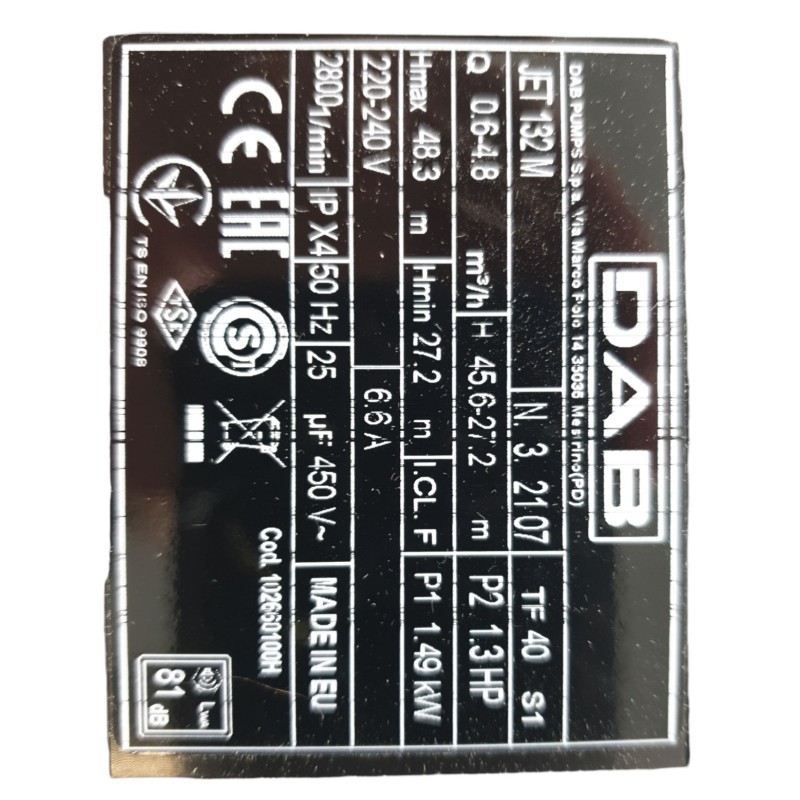 DAB
DAB PUMPS S.p.a. Via Marco Polo 14 35035 Mestrino(PD)
JET 132 M N. 3. 21.07 TF 40 S1
Q 0.6-4.8 m³/h H 45.6-27.2 m P2 1.3 HP
Hmax 48.3 m Hmin 27.2 m I.CL. F P1 1.49 kW
220-240 V 6.6 A
2800 1/min IP X4 50 Hz 25 µF 450 V~ MADE IN EU
CE EAC Cod. 102660100H
TSE
TS EN ISO 9908
LWA
81 dB